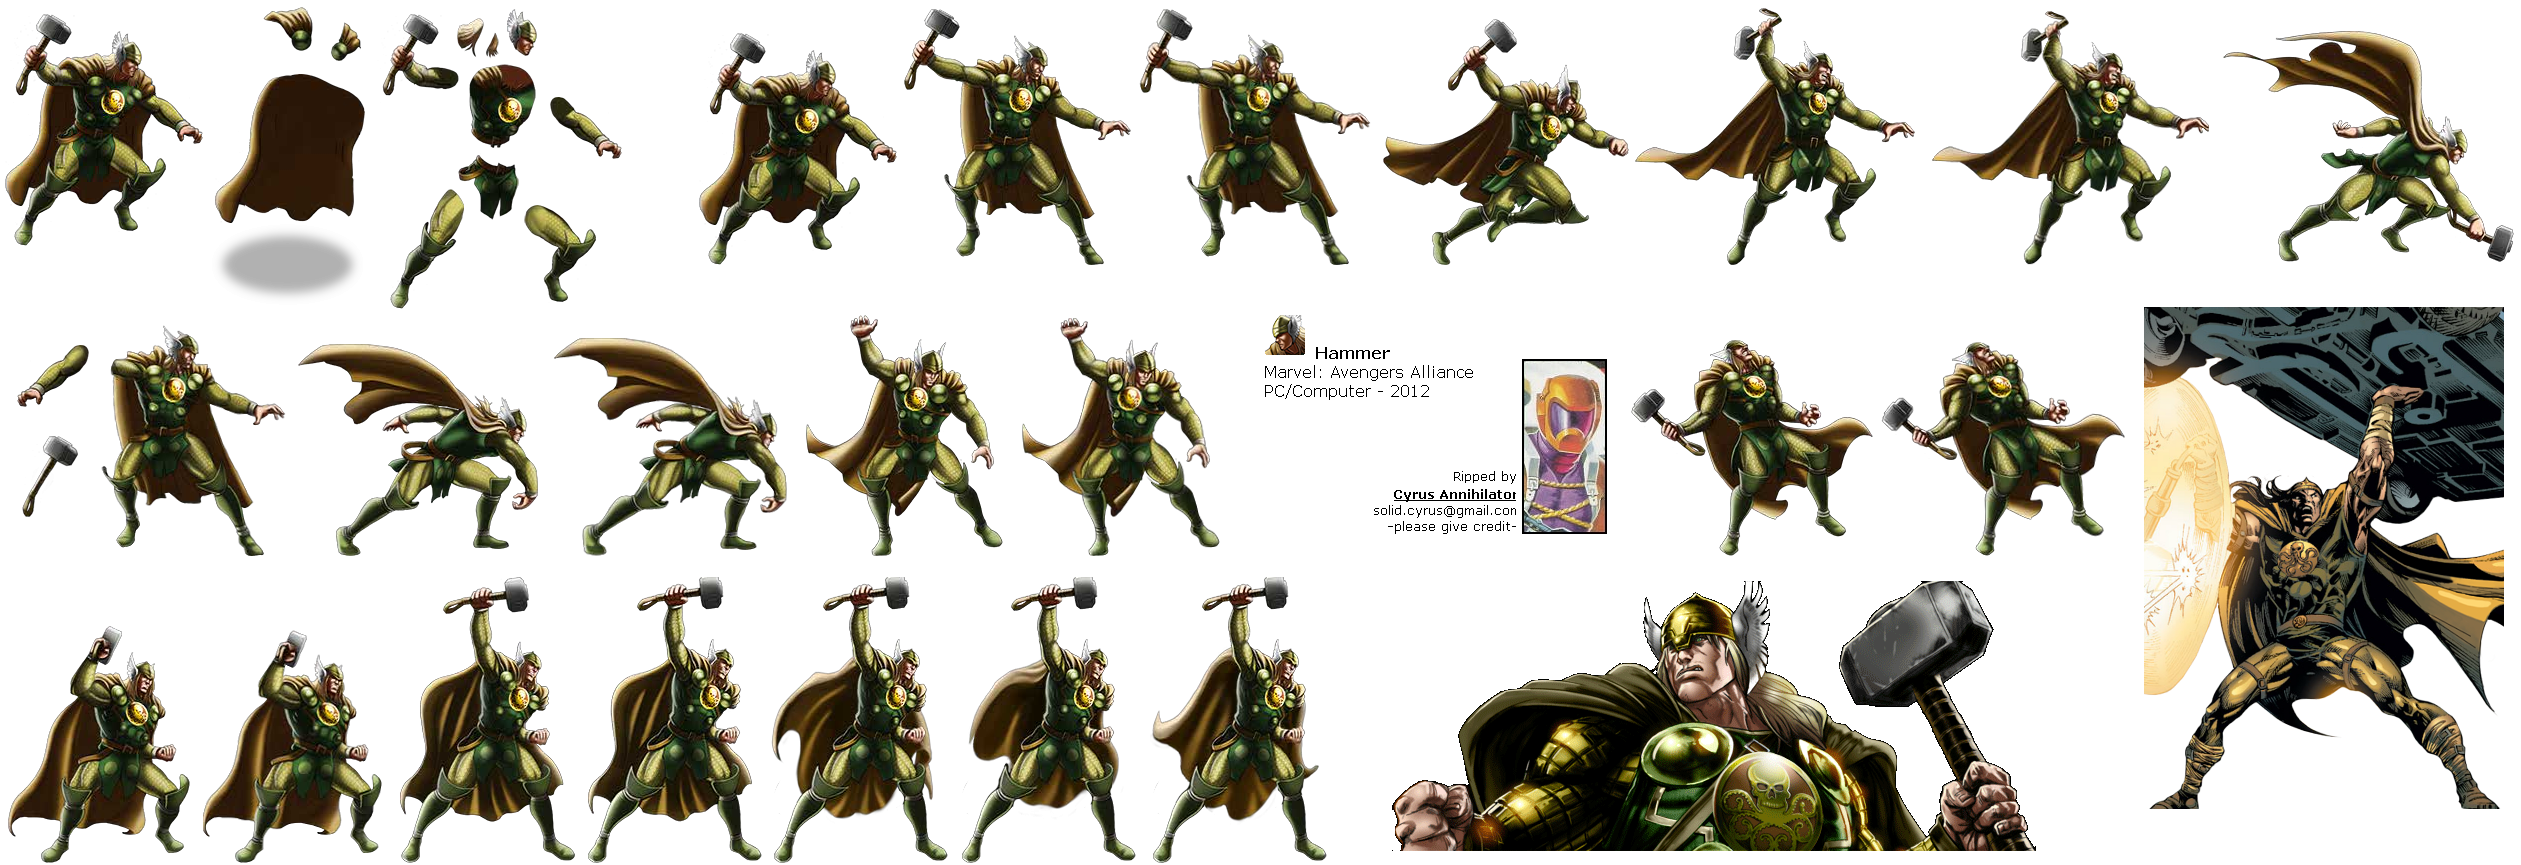 Hammer
Marvel: Avengers Alliance
PC/Computer - 2012
Ripped by
Cyrus Annihilator
solid.cyrus@gmail.con
-please give credit-